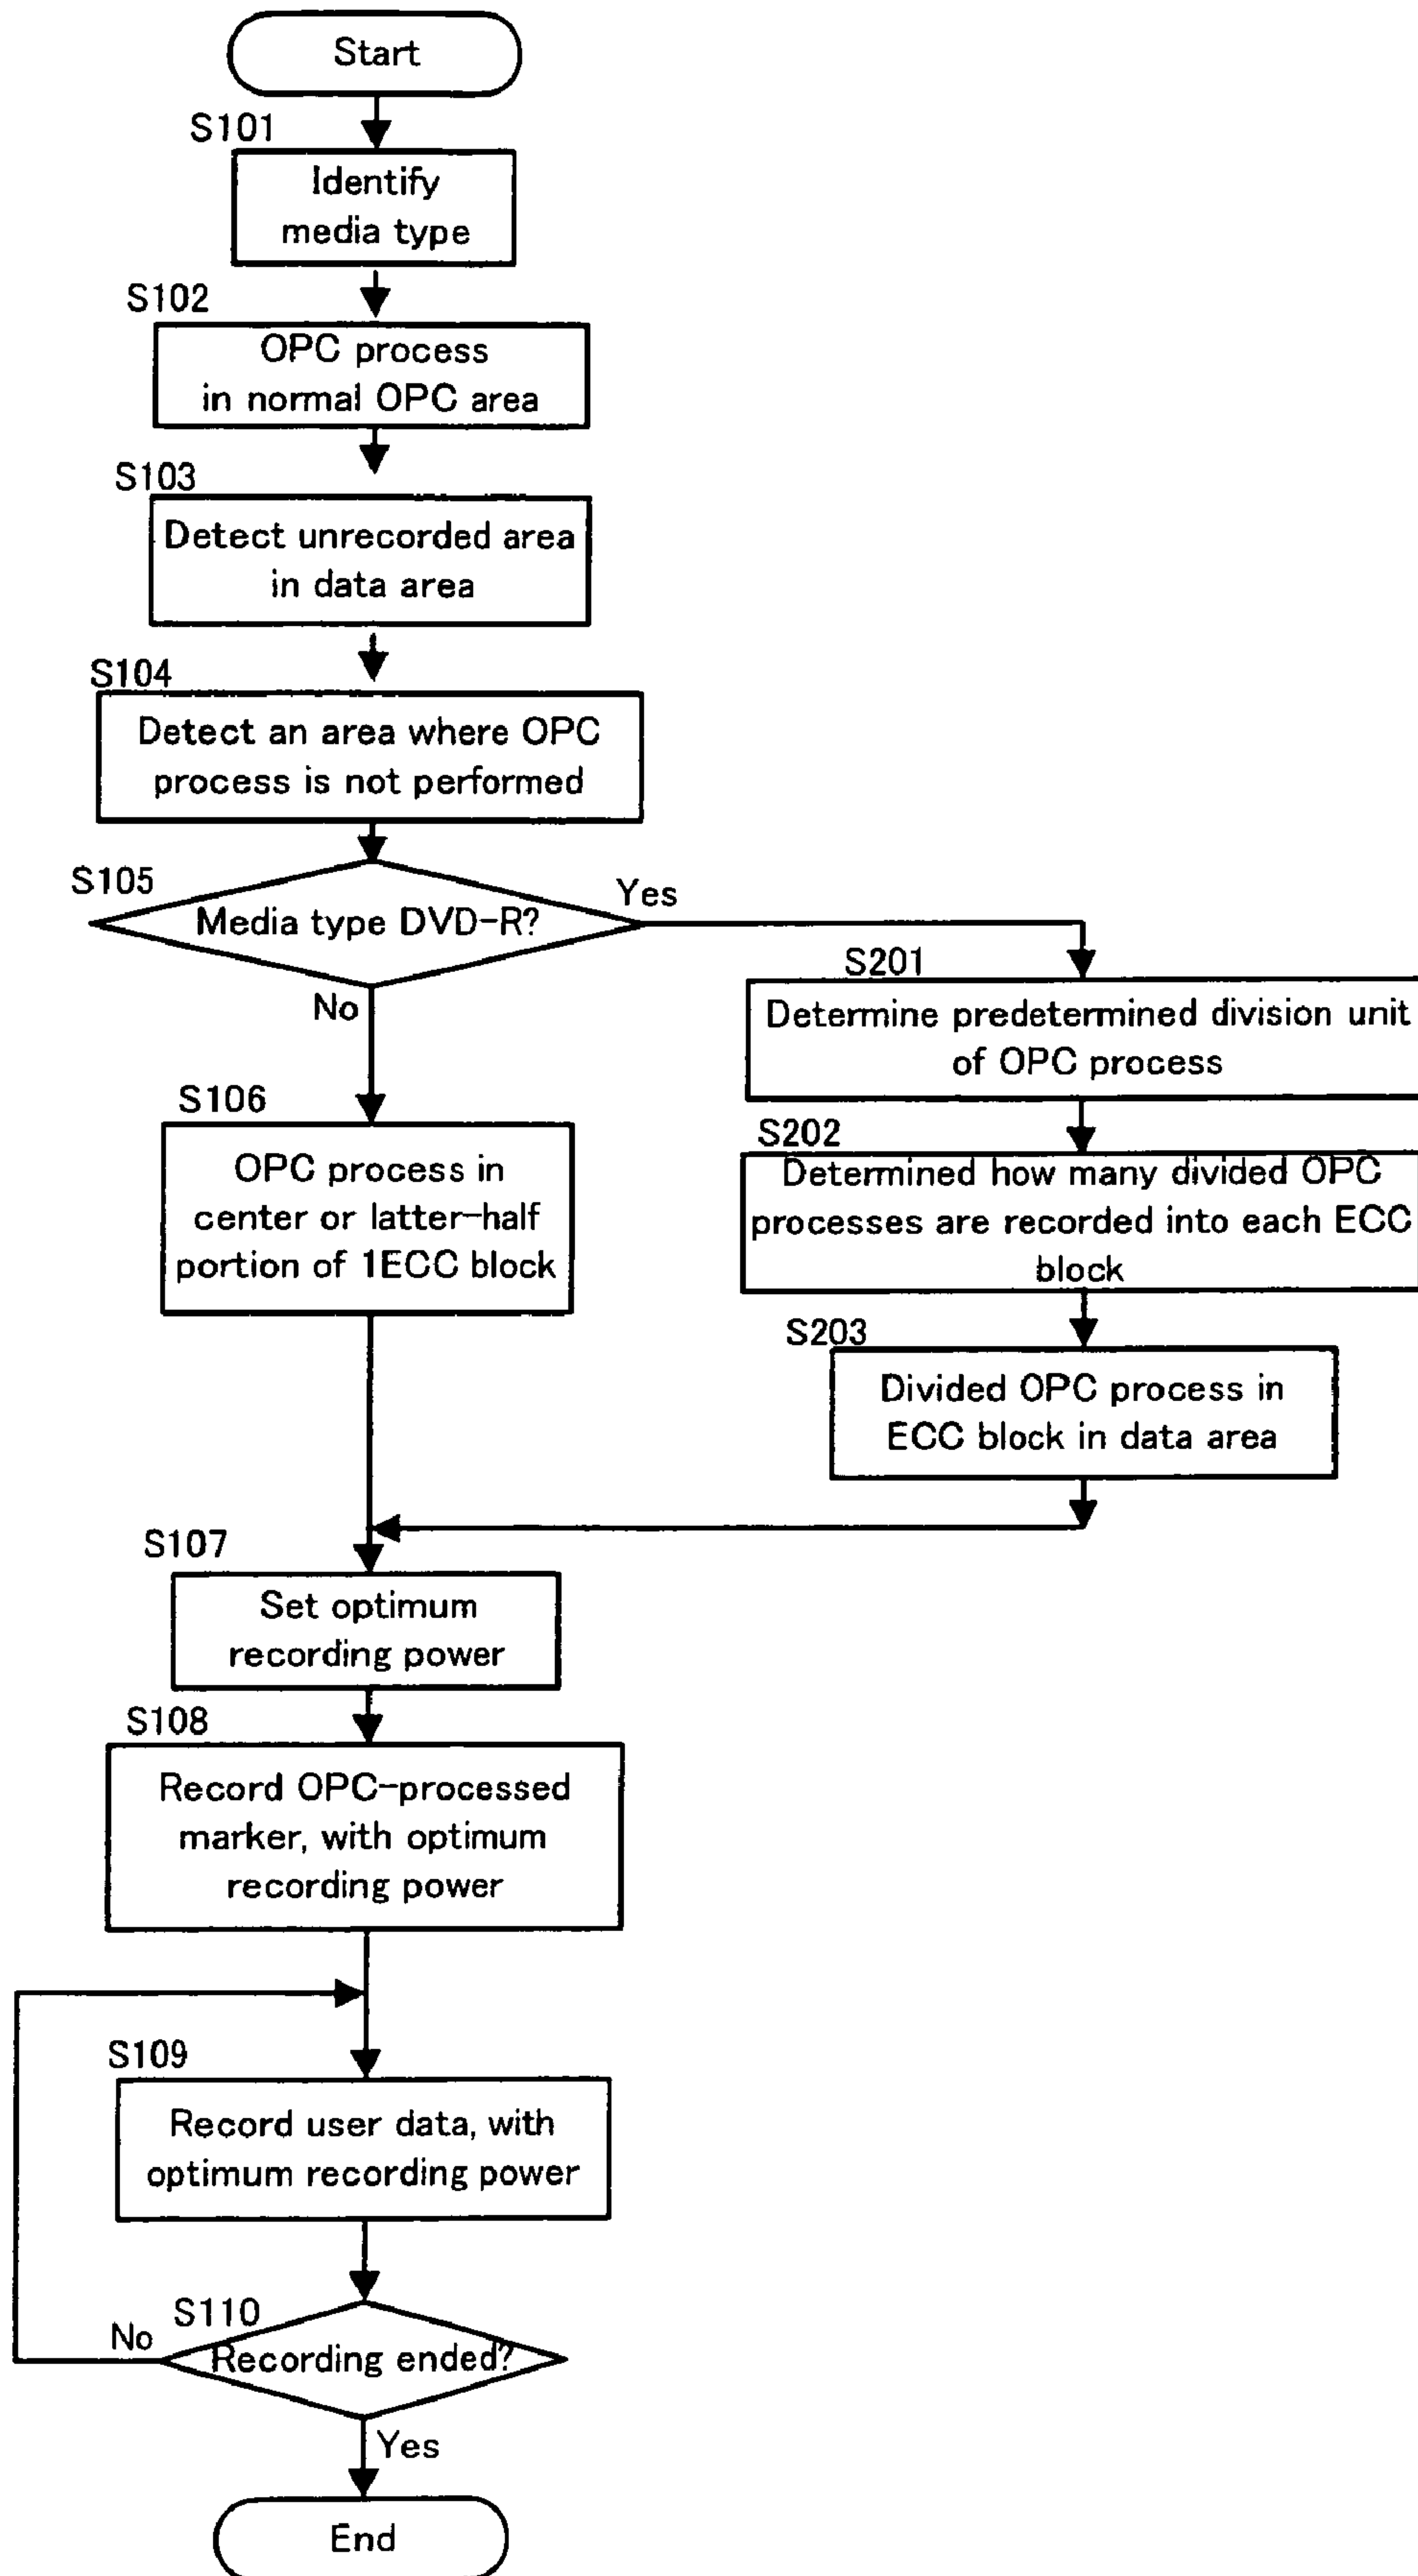 Start
S101
Identify
media type
S102
OPC process
in normal OPC area
S103
Detect unrecorded area
in data area
S104
Detect an area where OPC
process is not performed
S105
Media type DVD-R?
Yes
No
S201
Determine predetermined division unit
of OPC process
S202
Determined how many divided OPC
processes are recorded into each ECC
block
S203
Divided OPC process in
ECC block in data area
S106
OPC process in
center or latter-half
portion of 1ECC block
S107
Set optimum
recording power
S108
Record OPC-processed
marker, with optimum
recording power
S109
Record user data, with
optimum recording power
S110
No
Recording ended?
Yes
End